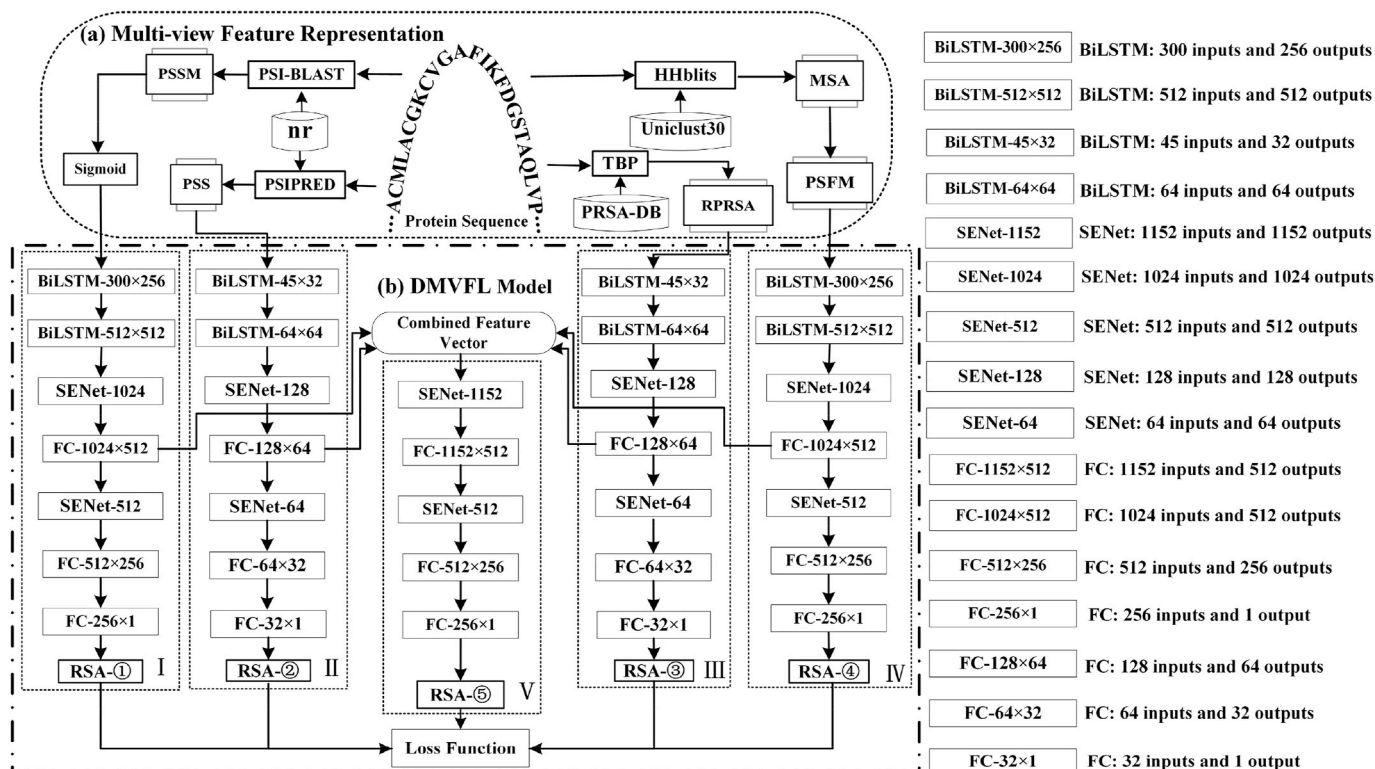 (a) Multi-view Feature Representation
PSSM
PSI-BLAST
ACMLACGKCVGAFIKFDGSTAQLVP
HHblits
MSA
nr
Uniclust30
Sigmoid
PSS
PSIPRED
TBP
PSFM
RPRSA
PRSA-DB
Protein Sequence
(b) DMVFL Model
BiLSTM-300×256
BiLSTM-512×512
SENet-1024
FC-1024×512
SENet-512
FC-512×256
FC-256×1
RSA-①
I
BiLSTM-45×32
BiLSTM-64×64
SENet-128
FC-128×64
SENet-64
FC-64×32
FC-32×1
RSA-②
II
Combined Feature
Vector
SENet-1152
FC-1152×512
SENet-512
FC-512×256
FC-256×1
RSA-⑤
V
Loss Function
BiLSTM-45×32
BiLSTM-64×64
SENet-128
FC-128×64
SENet-64
FC-64×32
FC-32×1
RSA-③
III
BiLSTM-300×256
BiLSTM-512×512
SENet-1024
FC-1024×512
SENet-512
FC-512×256
FC-256×1
RSA-④
IV
BiLSTM-300×256 BiLSTM: 300 inputs and 256 outputs
BiLSTM-512×512 BiLSTM: 512 inputs and 512 outputs
BiLSTM-45×32 BiLSTM: 45 inputs and 32 outputs
BiLSTM-64×64 BiLSTM: 64 inputs and 64 outputs
SENet-1152 SENet: 1152 inputs and 1152 outputs
SENet-1024 SENet: 1024 inputs and 1024 outputs
SENet-512 SENet: 512 inputs and 512 outputs
SENet-128 SENet: 128 inputs and 128 outputs
SENet-64 SENet: 64 inputs and 64 outputs
FC-1152×512 FC: 1152 inputs and 512 outputs
FC-1024×512 FC: 1024 inputs and 512 outputs
FC-512×256 FC: 512 inputs and 256 outputs
FC-256×1 FC: 256 inputs and 1 output
FC-128×64 FC: 128 inputs and 64 outputs
FC-64×32 FC: 64 inputs and 32 outputs
FC-32×1 FC: 32 inputs and 1 output